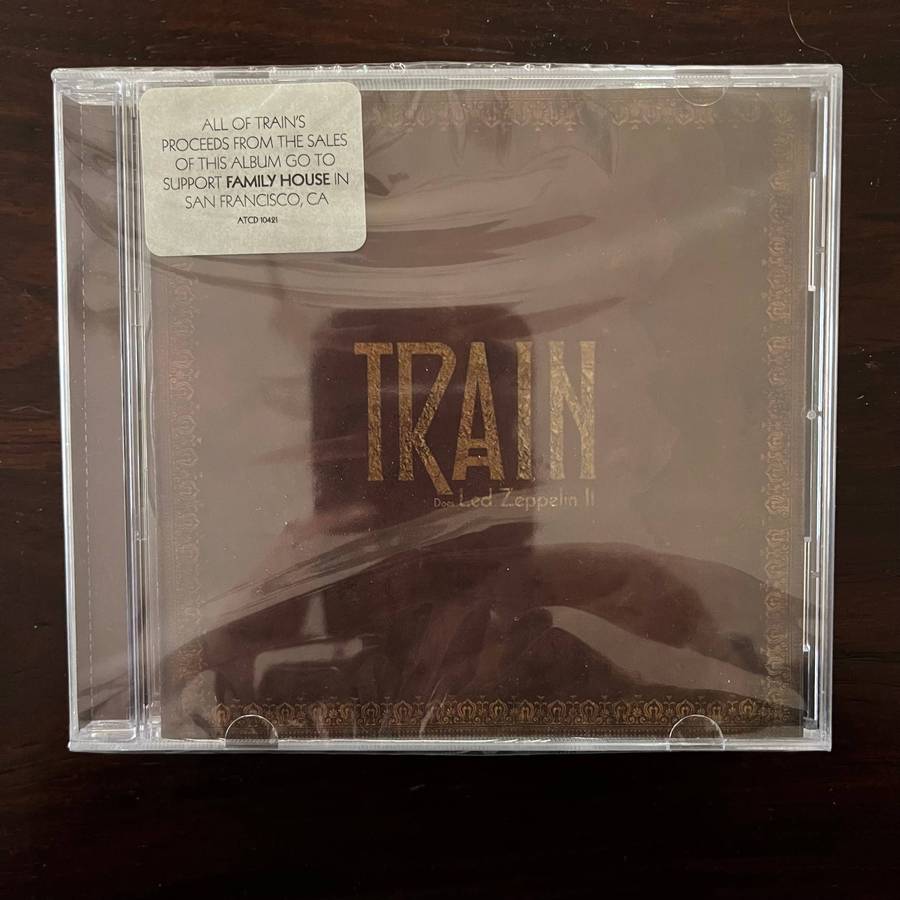 ALL OF TRAIN'S
PROCEEDS FROM THE SALES
OF THIS ALBUM GO TO
SUPPORT FAMILY HOUSE IN
SAN FRANCISCO, CA
ATCD 10421
TRAIN
Does Led Zeppelin II